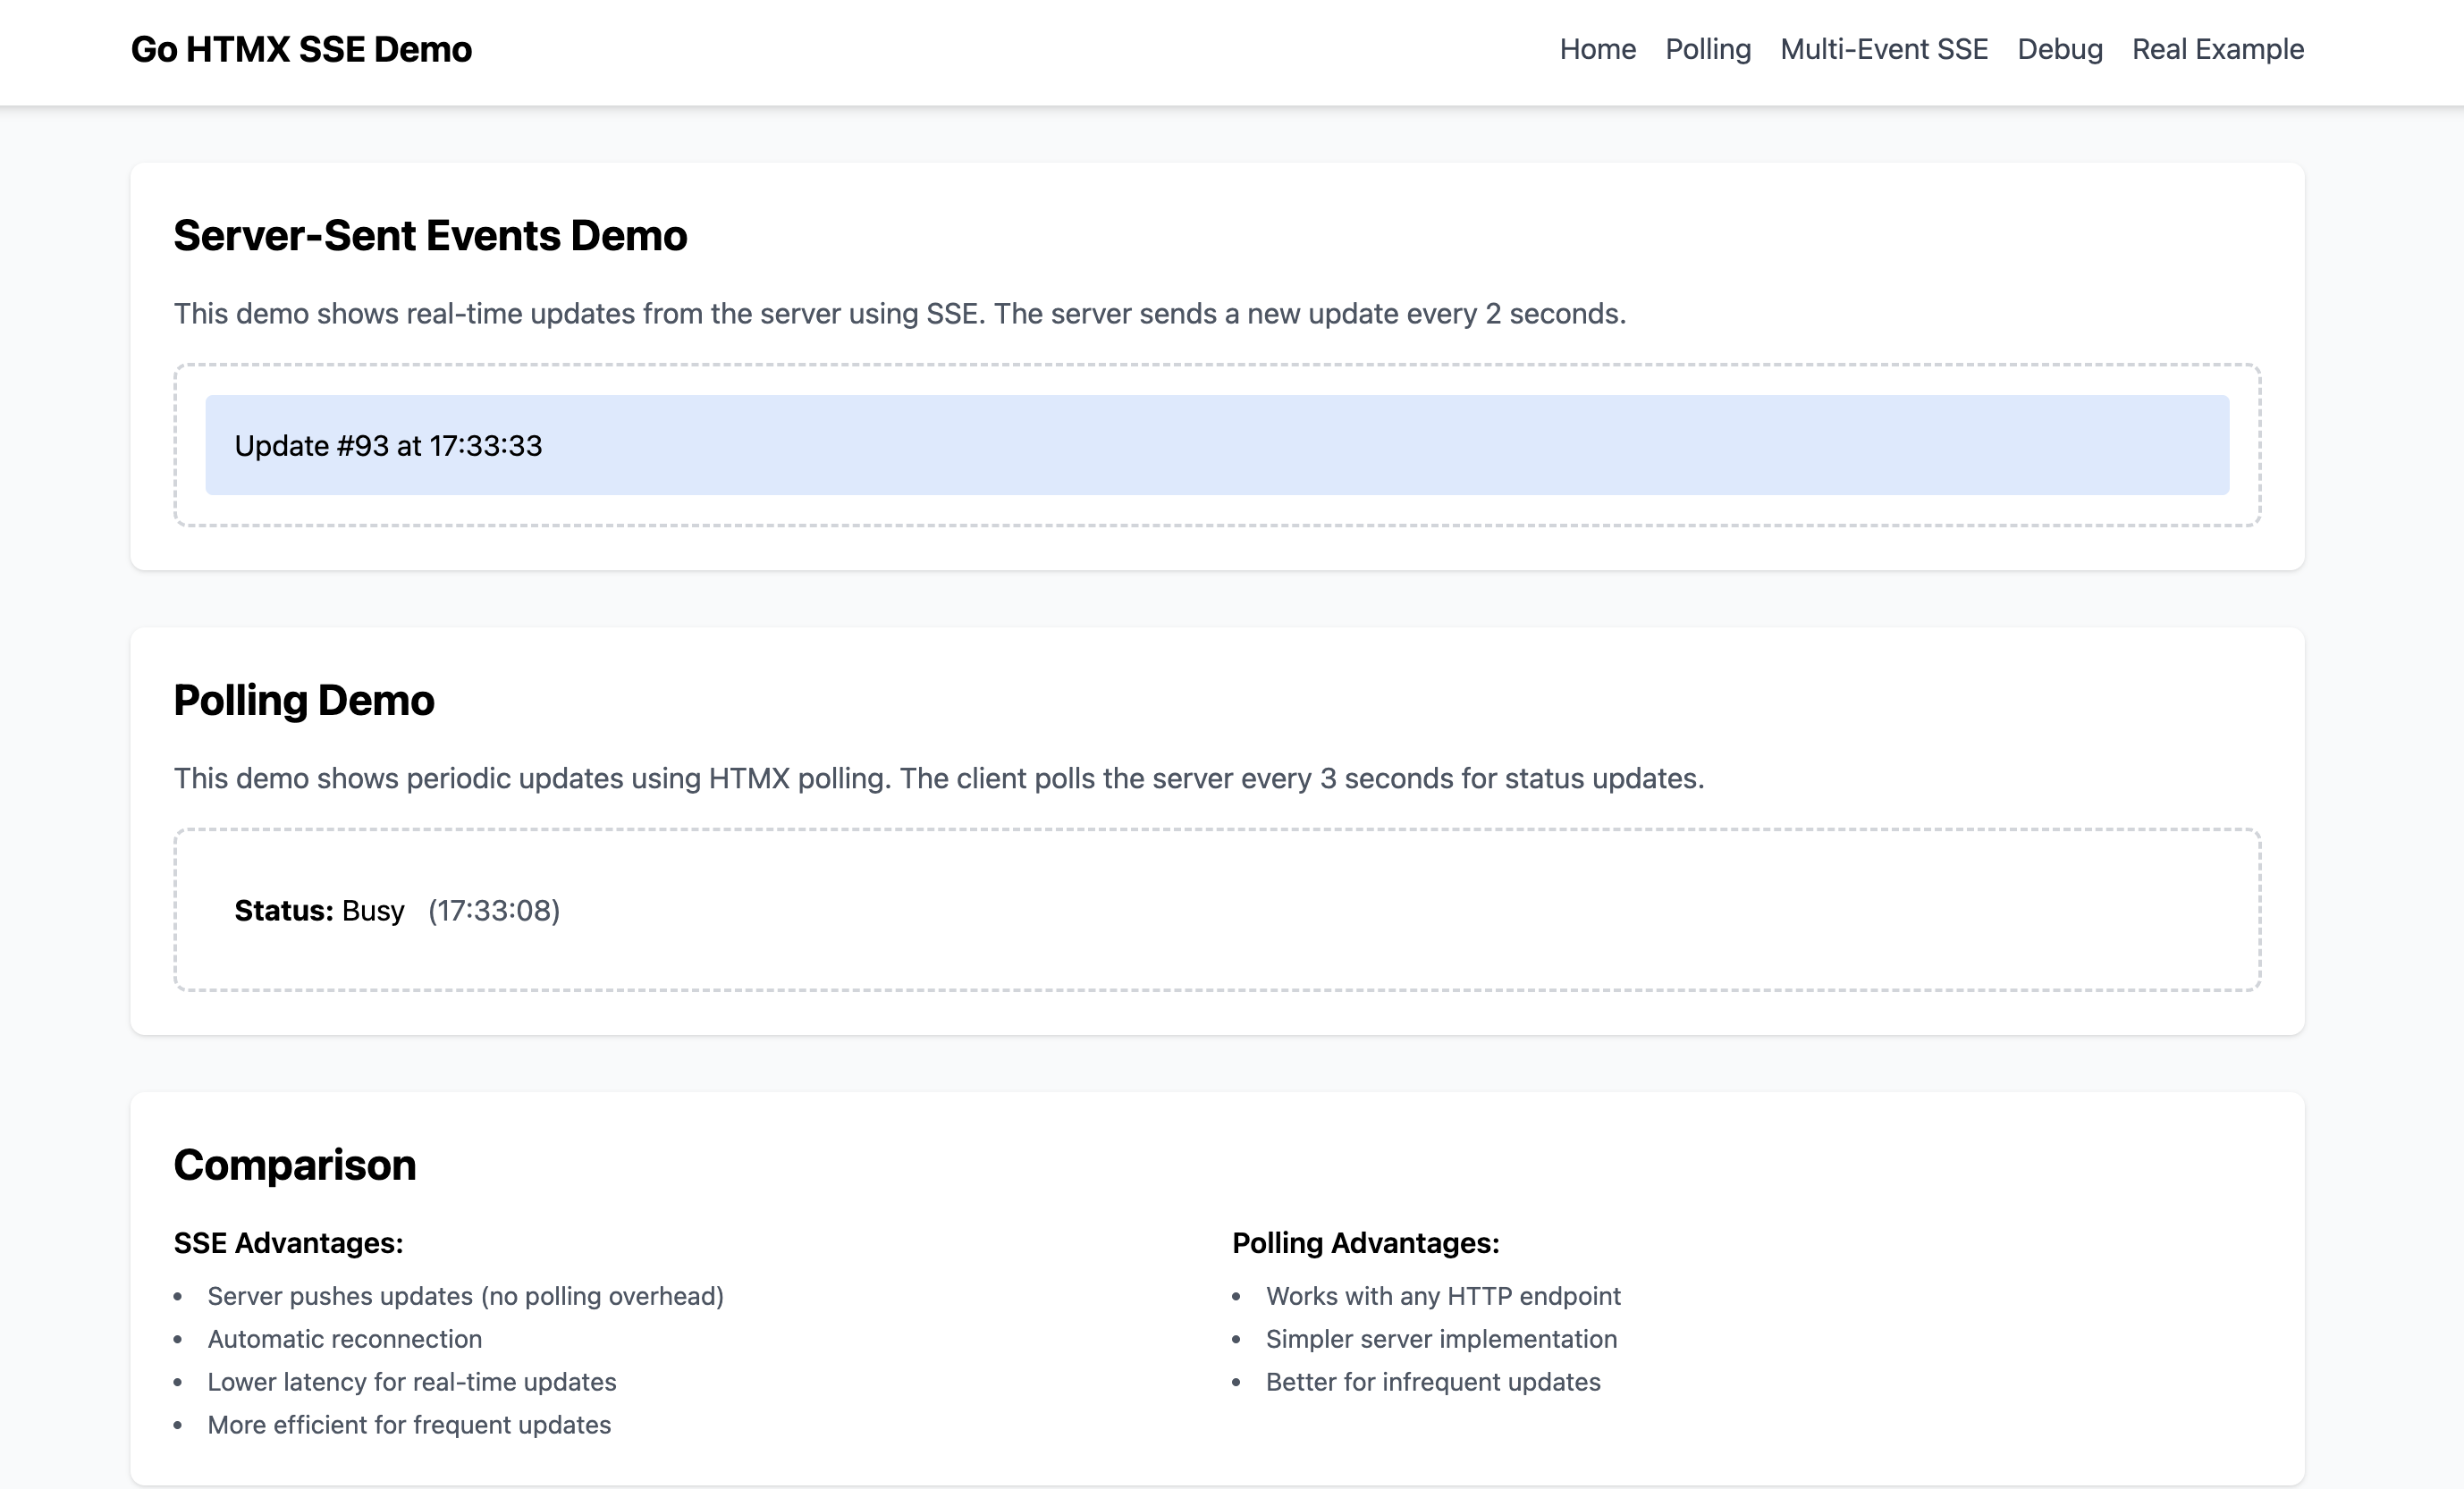 Go HTMX SSE Demo
Home Polling Multi-Event SSE Debug Real Example
Server-Sent Events Demo
This demo shows real-time updates from the server using SSE. The server sends a new update every 2 seconds.
Update #93 at 17:33:33
Polling Demo
This demo shows periodic updates using HTMX polling. The client polls the server every 3 seconds for status updates.
Status: Busy (17:33:08)
Comparison
SSE Advantages:
• Server pushes updates (no polling overhead)
• Automatic reconnection
• Lower latency for real-time updates
• More efficient for frequent updates
Polling Advantages:
• Works with any HTTP endpoint
• Simpler server implementation
• Better for infrequent updates